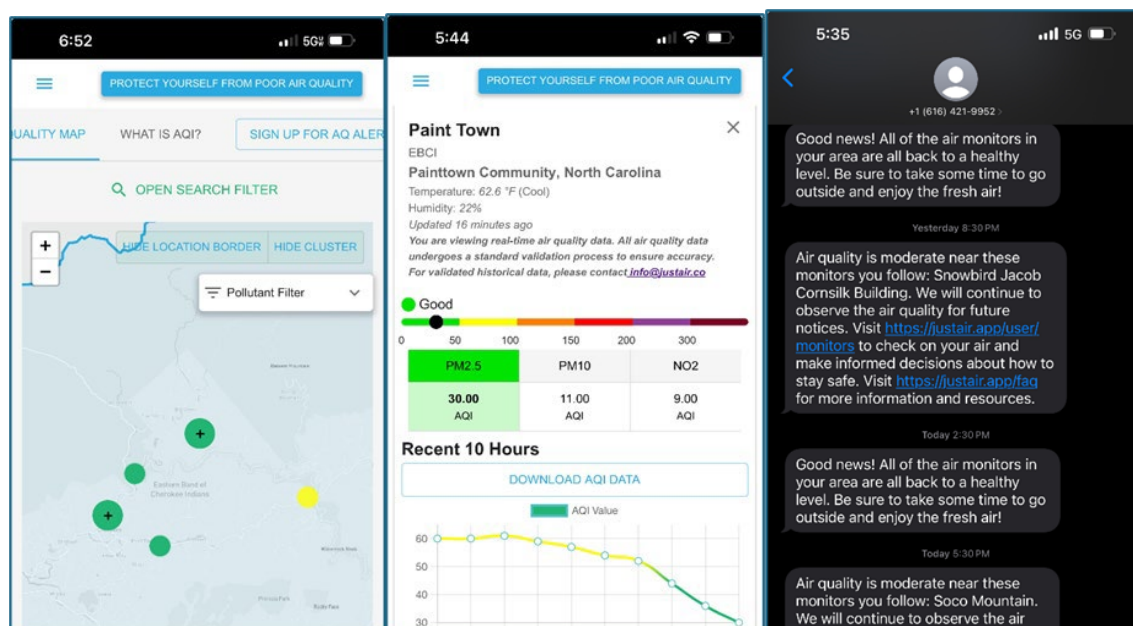 6:52
5G
PROTECT YOURSELF FROM POOR AIR QUALITY
UALITY MAP
WHAT IS AQI?
SIGN UP FOR AQ ALER
OPEN SEARCH FILTER
+
−
HIDE LOCATION BORDER
HIDE CLUSTER
Pollutant Filter
+
Eastern Band of
Cherokee Indians
+
5:44
PROTECT YOURSELF FROM POOR AIR QUALITY
Paint Town
EBCI
Painttown Community, North Carolina
Temperature: 62.6 °F (Cool)
Humidity: 22%
Updated 16 minutes ago
You are viewing real-time air quality data. All air quality data
undergoes a standard validation process to ensure accuracy.
For validated historical data, please contact info@justair.co
Good
0 50 100 150 200 300
PM2.5 PM10 NO2
30.00 11.00 9.00
AQI AQI AQI
Recent 10 Hours
DOWNLOAD AQI DATA
AQI Value
60
50
40
30
5:35
5G
+1 (616) 421-9952
Good news! All of the air monitors in
your area are all back to a healthy
level. Be sure to take some time to go
outside and enjoy the fresh air!
Yesterday 8:30 PM
Air quality is moderate near these
monitors you follow: Snowbird Jacob
Cornsilk Building. We will continue to
observe the air quality for future
notices. Visit https://justair.app/user/
monitors to check on your air and
make informed decisions about how to
stay safe. Visit https://justair.app/faq
for more information and resources.
Today 2:30 PM
Good news! All of the air monitors in
your area are all back to a healthy
level. Be sure to take some time to go
outside and enjoy the fresh air!
Today 5:30 PM
Air quality is moderate near these
monitors you follow: Soco Mountain.
We will continue to observe the air